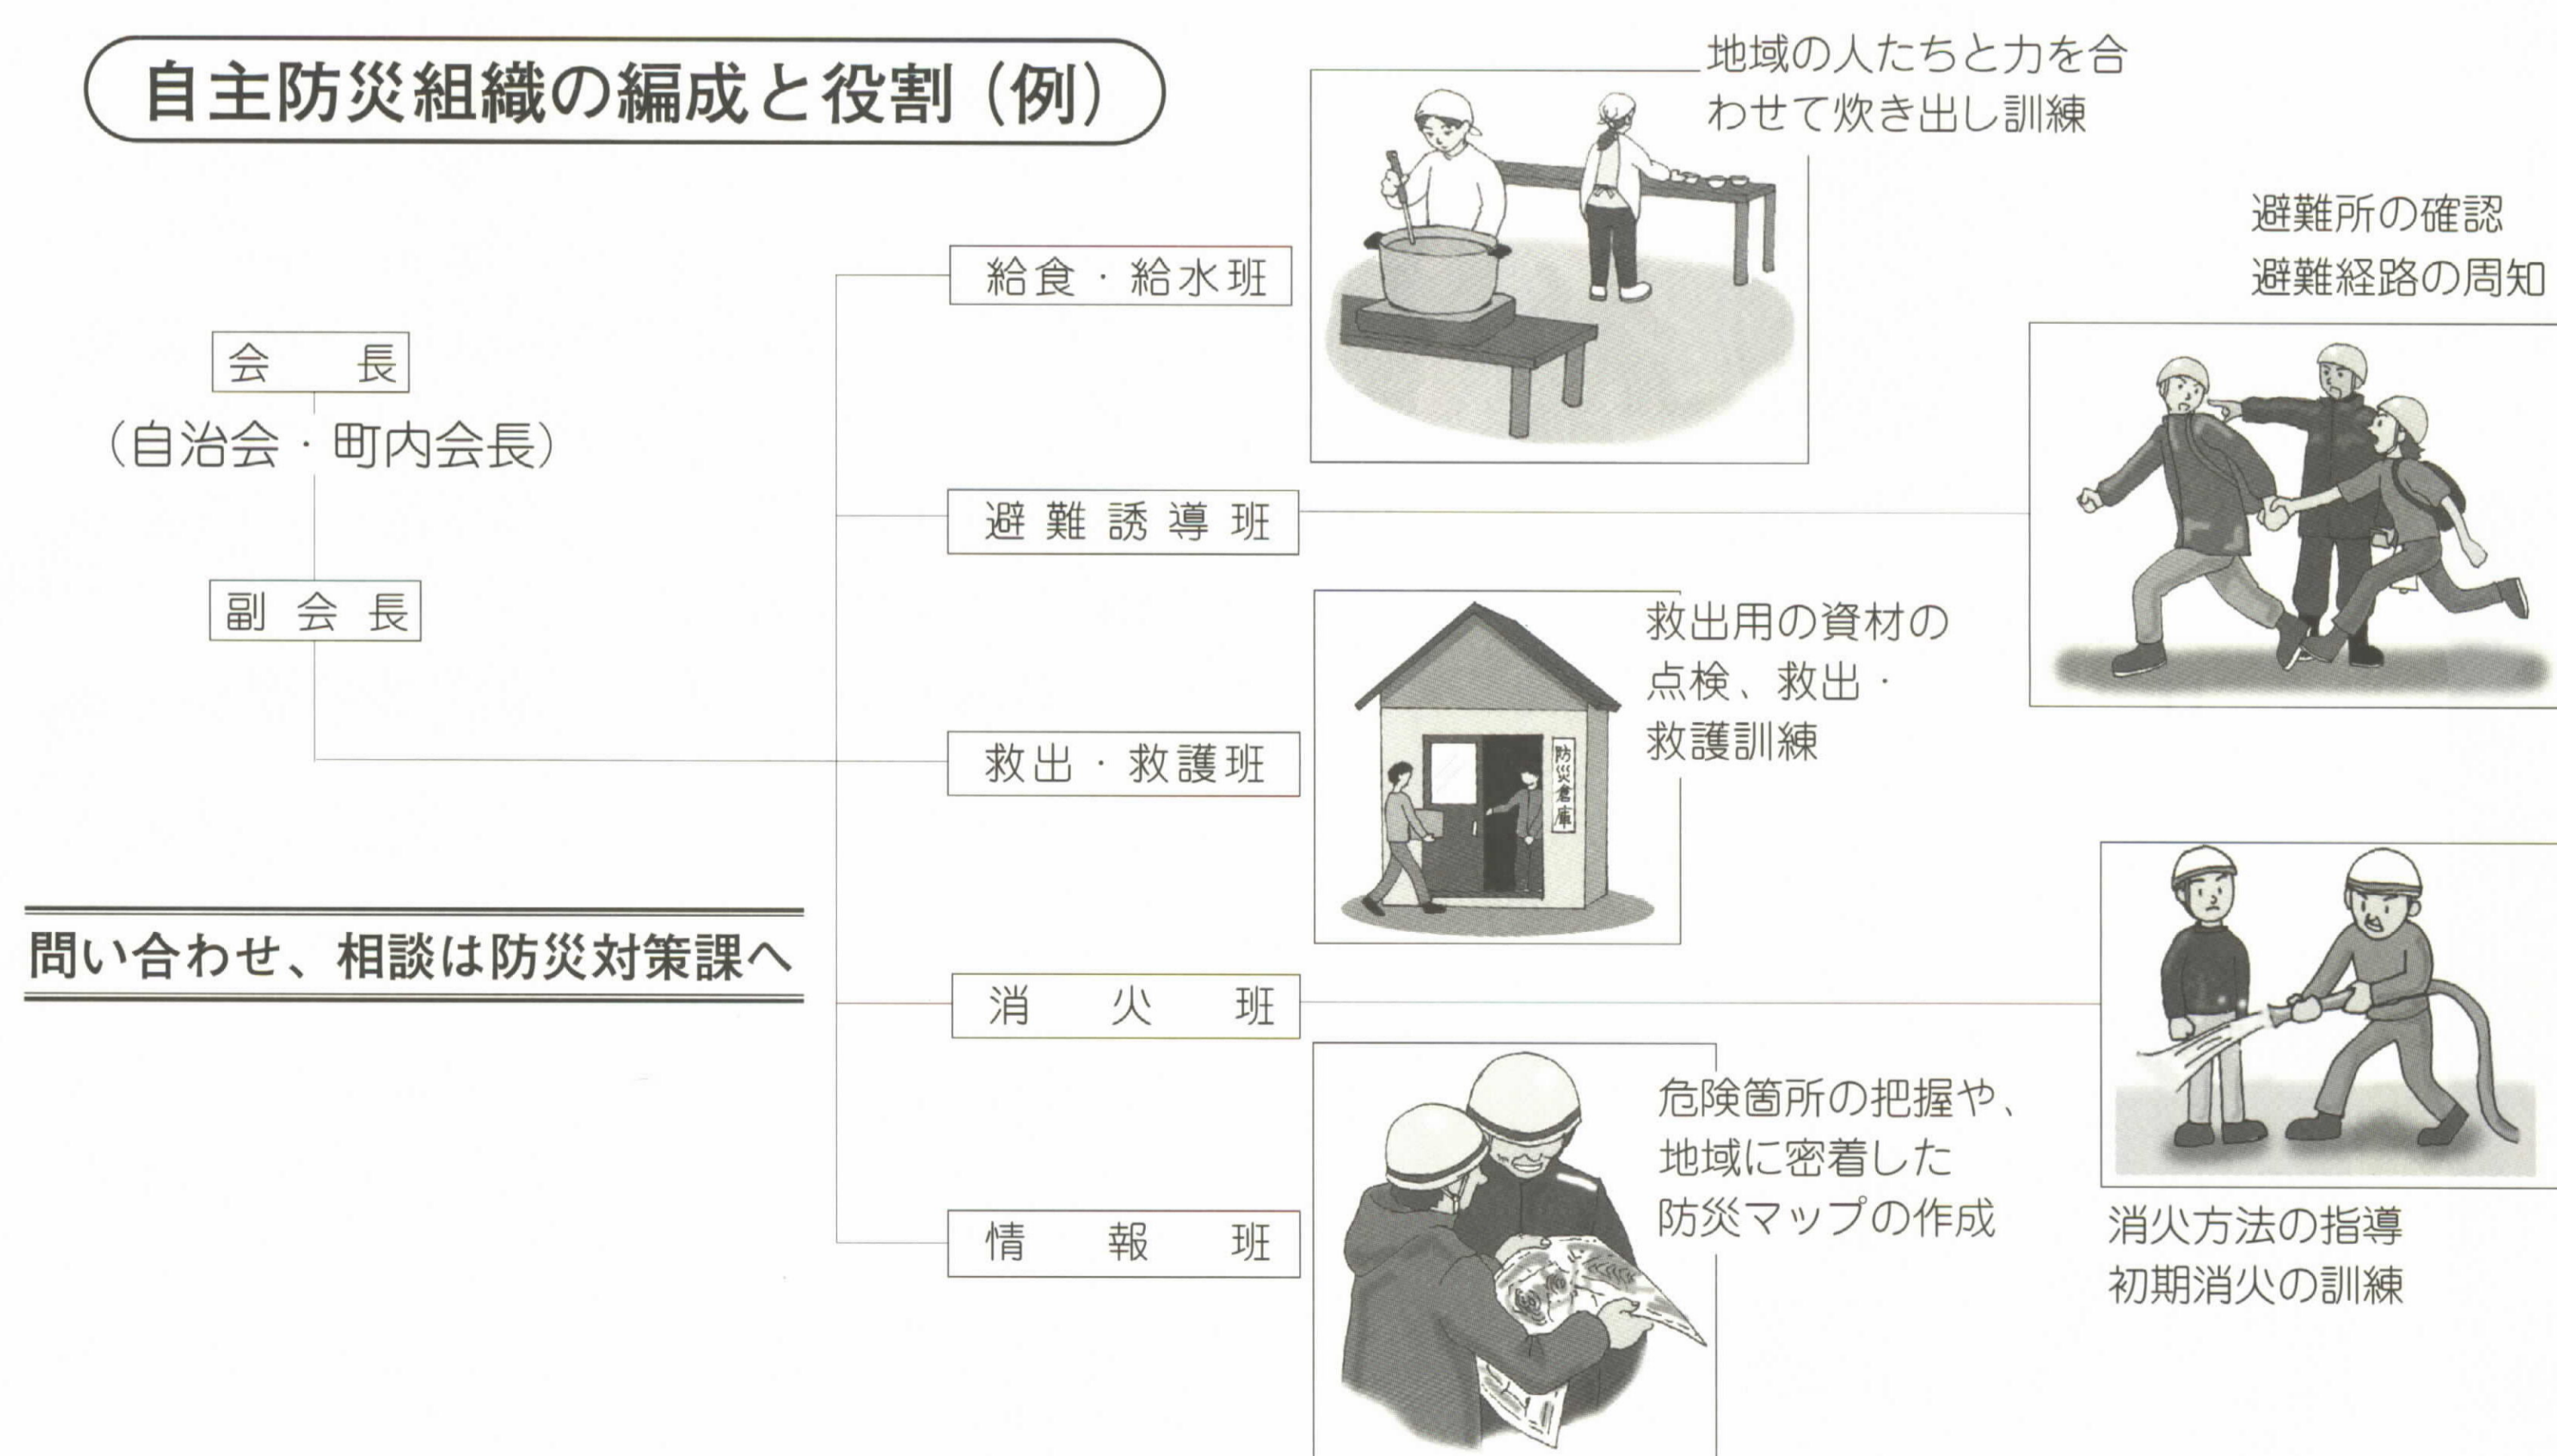 自主防災組織の編成と役割（例）
会長
（自治会・町内会長）
副会長
給食・給水班
地域の人たちと力を合
わせて炊き出し訓練
避難誘導班
避難所の確認
避難経路の周知
救出・救護班
救出用の資材の
点検、救出・
救護訓練
防災倉庫
消火班
消火方法の指導
初期消火の訓練
情報班
危険箇所の把握や、
地域に密着した
防災マップの作成
問い合わせ、相談は防災対策課へ